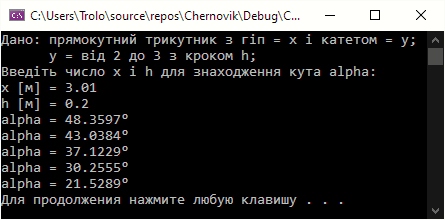 C:\Users\Trolo\source\repos\Chernovik\Debug\C...
Дано: прямокутний трикутник з гіп = x і катетом = y;
y = від 2 до 3 з кроком h;
Введіть число x і h для знаходження кута alpha:
x [м] = 3.01
h [м] = 0.2
alpha = 48.3597°
alpha = 43.0384°
alpha = 37.1229°
alpha = 30.2555°
alpha = 21.5289°
Для продолжения нажмите любую клавишу . . .